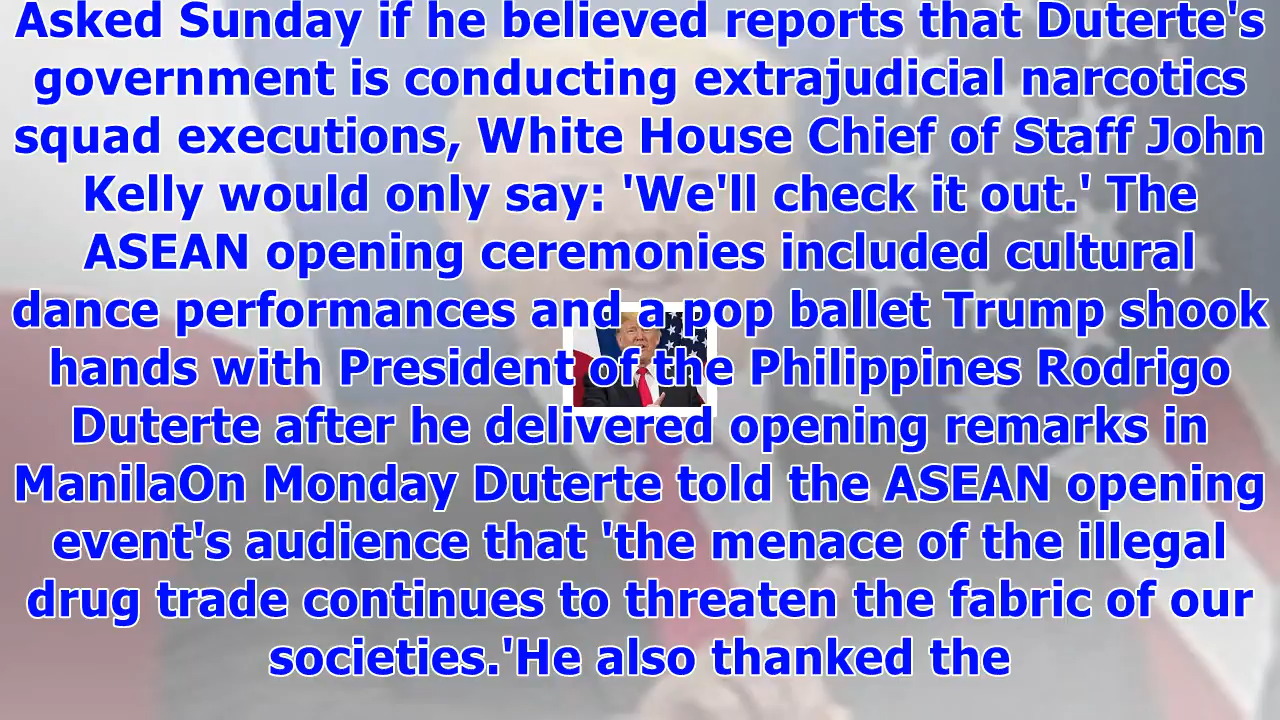 Asked Sunday if he believed reports that Duterte's
government is conducting extrajudicial narcotics
squad executions, White House Chief of Staff John
Kelly would only say: 'We'll check it out.' The
ASEAN opening ceremonies included cultural
dance performances and a pop ballet Trump shook
hands with President of the Philippines Rodrigo
Duterte after he delivered opening remarks in
ManilaOn Monday Duterte told the ASEAN opening
event's audience that 'the menace of the illegal
drug trade continues to threaten the fabric of our
societies.'He also thanked the